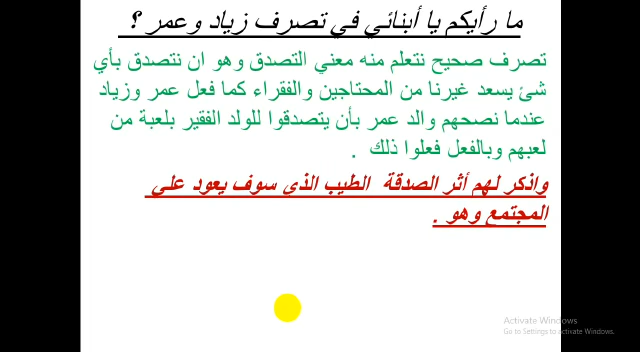 ما رأيكم يا أبنائي في تصرف زياد وعمر ؟
تصرف صحيح نتعلم منه معني التصدق وهو ان نتصدق بأي
شئ يسعد غيرنا من المحتاجين والفقراء كما فعل عمر وزياد
عندما نصحهم والد عمر بأن يتصدقوا للولد الفقير بلعبة من
لعبهم وبالفعل فعلوا ذلك .
واذكر لهم أثر الصدقة الطيب الذي سوف يعود علي
المجتمع وهو .
Activate Windows
Go to Settings to activate Windows.